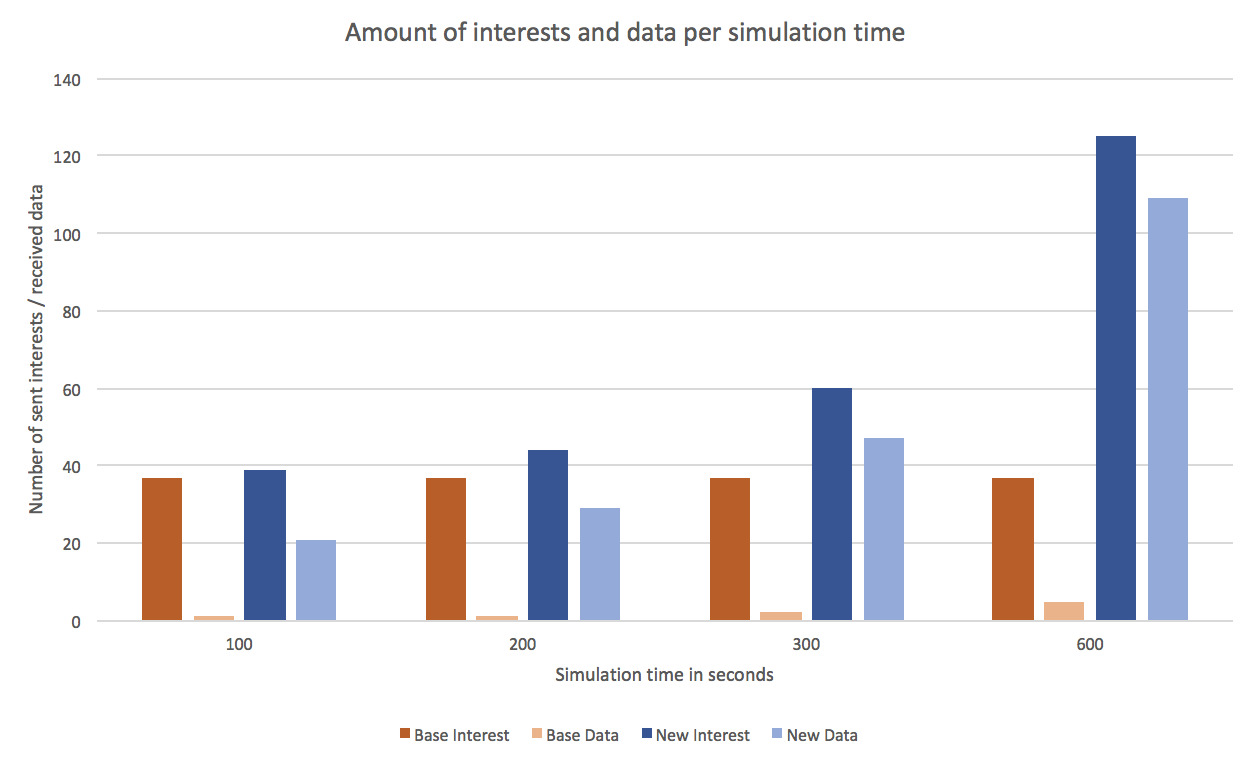 Amount of interests and data per simulation time
140
120
100
80
60
40
20
0
Number of sent interests / received data
100 200 300 600
Simulation time in seconds
Base Interest Base Data New Interest New Data